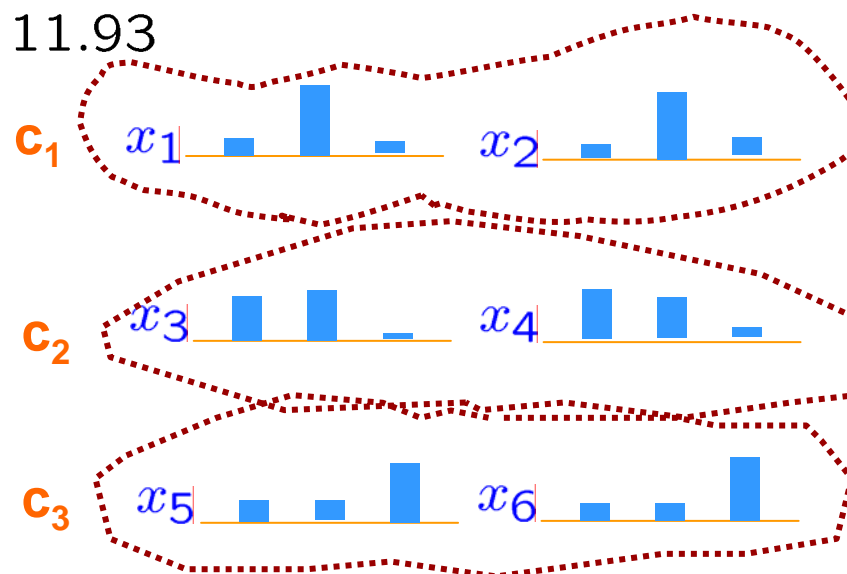 11.93
c₁ x₁ x₂
c₂ x₃ x₄
c₃ x₅ x₆